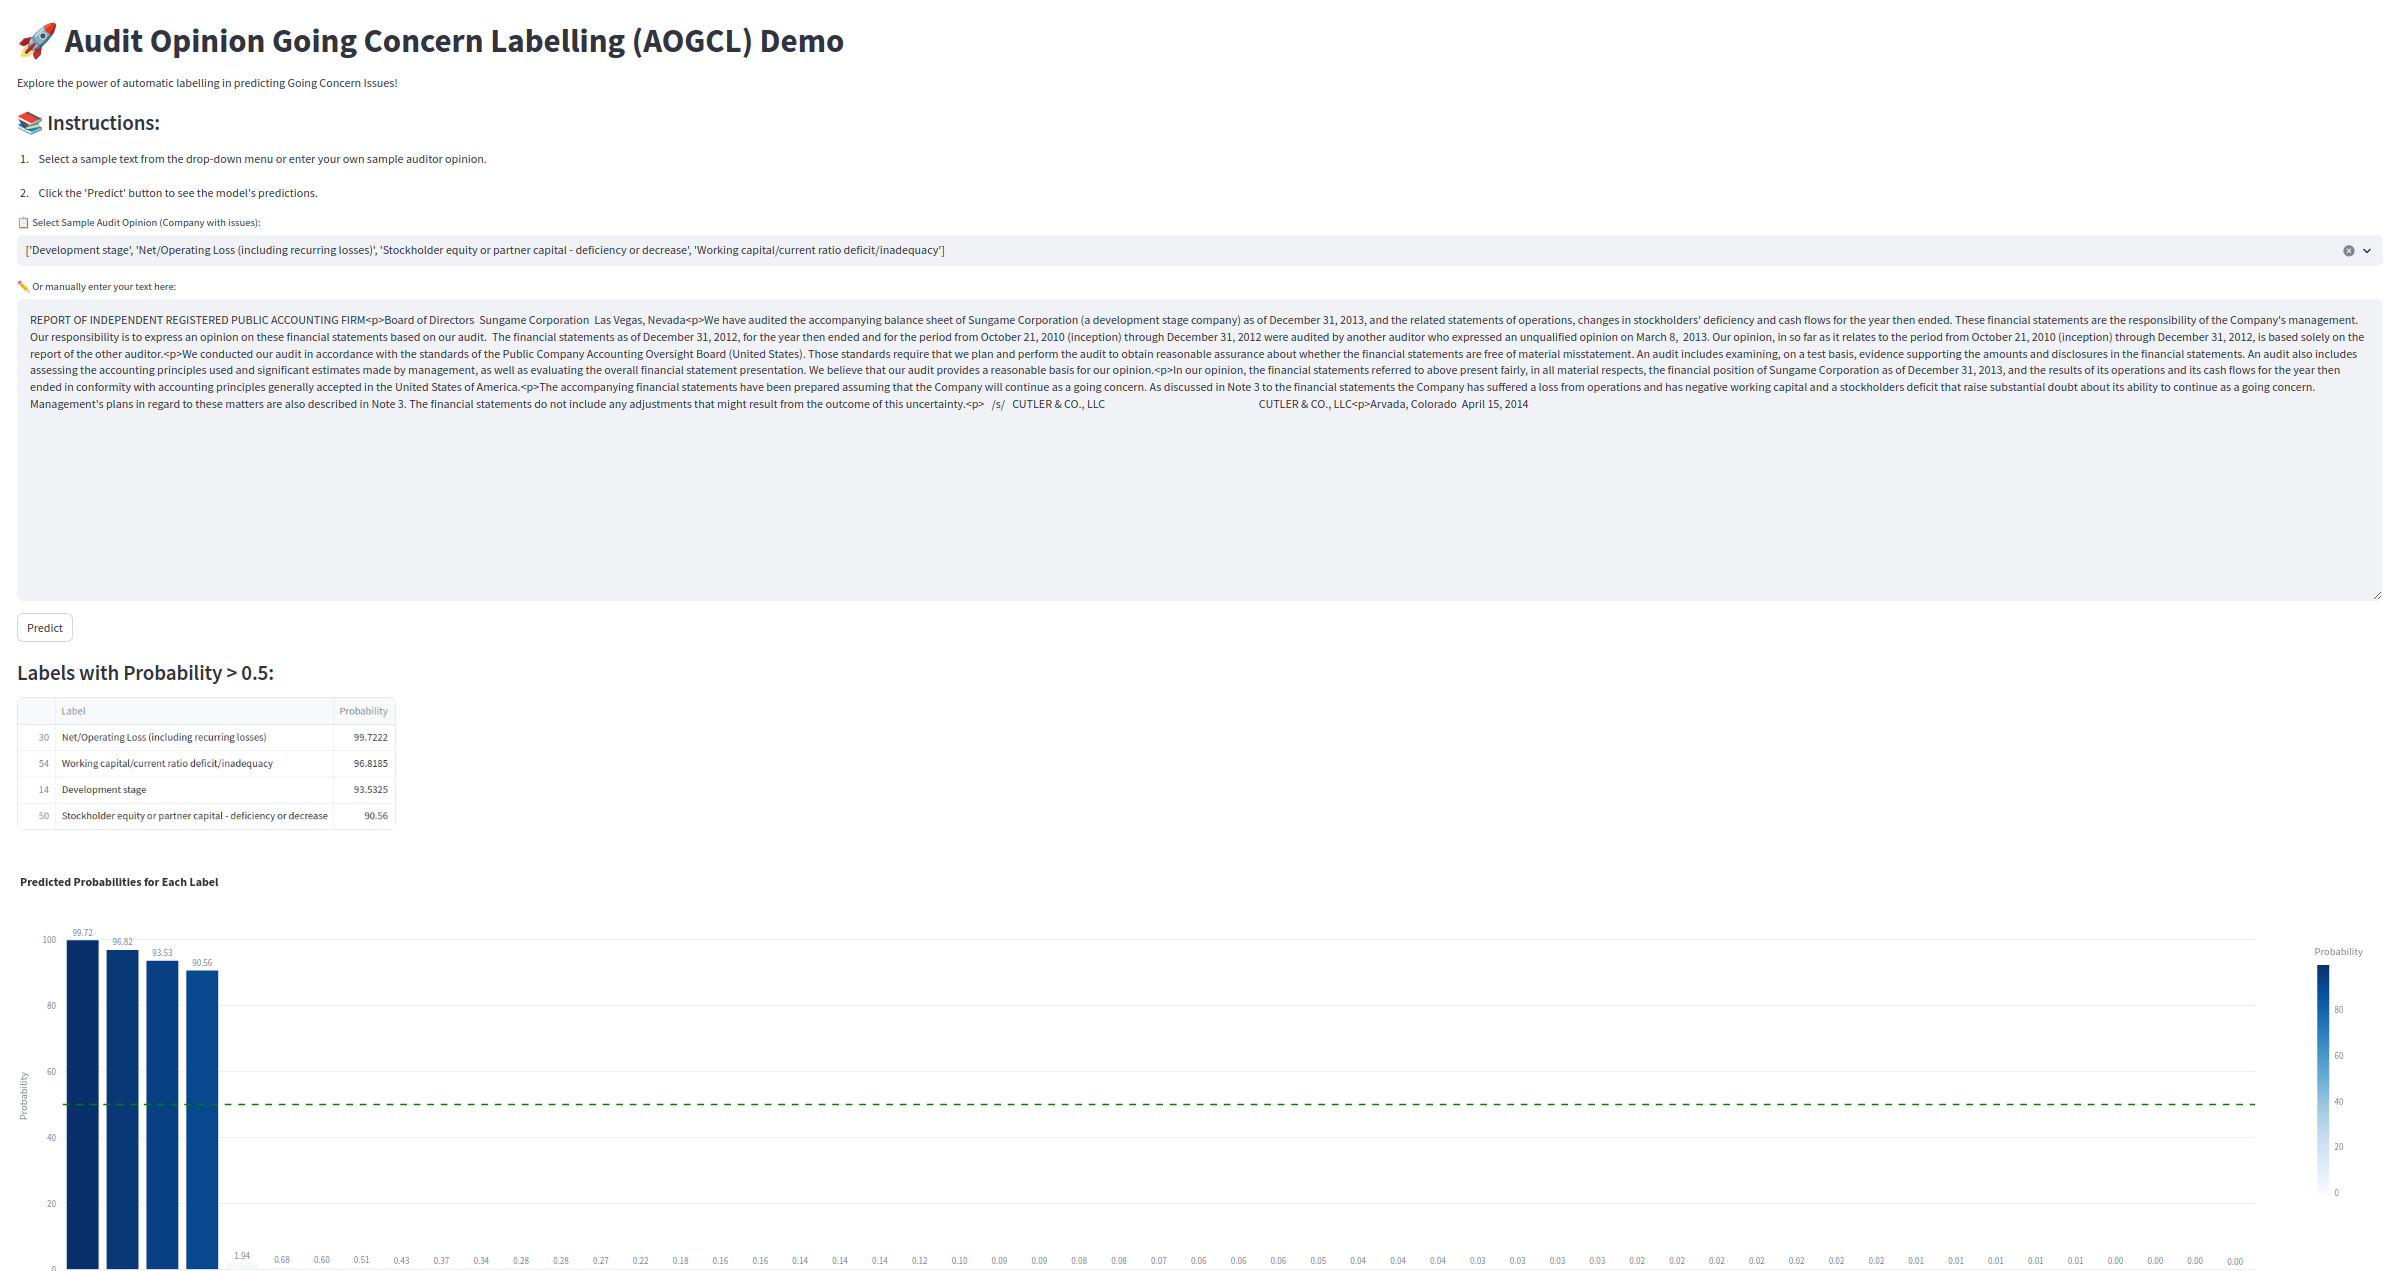 🚀 Audit Opinion Going Concern Labelling (AOGCL) Demo
Explore the power of automatic labelling in predicting Going Concern Issues!
📚 Instructions:
1. Select a sample text from the drop-down menu or enter your own sample auditor opinion.
2. Click the 'Predict' button to see the model's predictions.
📋 Select Sample Audit Opinion (Company with issues):
['Development stage', 'Net/Operating Loss (including recurring losses)', 'Stockholder equity or partner capital - deficiency or decrease', 'Working capital/current ratio deficit/inadequacy']
✏️ Or manually enter your text here:
REPORT OF INDEPENDENT REGISTERED PUBLIC ACCOUNTING FIRM<p>Board of Directors  Sungame Corporation  Las Vegas, Nevada<p>We have audited the accompanying balance sheet of Sungame Corporation (a development stage company) as of December 31, 2013, and the related statements of operations, changes in stockholders' deficiency and cash flows for the year then ended. These financial statements are the responsibility of the Company's management.
Our responsibility is to express an opinion on these financial statements based on our audit.  The financial statements as of December 31, 2012, for the year then ended and for the period from October 21, 2010 (inception) through December 31, 2012 were audited by another auditor who expressed an unqualified opinion on March 8,  2013. Our opinion, in so far as it relates to the period from October 21, 2010 (inception) through December 31, 2012, is based solely on the
report of the other auditor.<p>We conducted our audit in accordance with the standards of the Public Company Accounting Oversight Board (United States). Those standards require that we plan and perform the audit to obtain reasonable assurance about whether the financial statements are free of material misstatement. An audit includes examining, on a test basis, evidence supporting the amounts and disclosures in the financial statements. An audit also includes
assessing the accounting principles used and significant estimates made by management, as well as evaluating the overall financial statement presentation. We believe that our audit provides a reasonable basis for our opinion.<p>In our opinion, the financial statements referred to above present fairly, in all material respects, the financial position of Sungame Corporation as of December 31, 2013, and the results of its operations and its cash flows for the year then
ended in conformity with accounting principles generally accepted in the United States of America.<p>The accompanying financial statements have been prepared assuming that the Company will continue as a going concern. As discussed in Note 3 to the financial statements the Company has suffered a loss from operations and has negative working capital and a stockholders deficit that raise substantial doubt about its ability to continue as a going concern.
Management's plans in regard to these matters are also described in Note 3. The financial statements do not include any adjustments that might result from the outcome of this uncertainty.<p>  /s/  CUTLER & CO., LLC  CUTLER & CO., LLC<p>Arvada, Colorado  April 15, 2014
Predict
Labels with Probability > 0.5:
Label Probability
30 Net/Operating Loss (including recurring losses) 99.7222
54 Working capital/current ratio deficit/inadequacy 96.8185
14 Development stage 93.5325
50 Stockholder equity or partner capital - deficiency or decrease 90.56
Predicted Probabilities for Each Label
Probability
100
80
60
40
20
0
99.72 96.82 93.53 90.56 1.94 0.68 0.60 0.51 0.43 0.37 0.34 0.28 0.28 0.27 0.22 0.18 0.16 0.16 0.14 0.14 0.14 0.12 0.10 0.09 0.09 0.08 0.08 0.07 0.06 0.06 0.06 0.05 0.04 0.04 0.04 0.03 0.03 0.03 0.03 0.02 0.02 0.02 0.02 0.02 0.02 0.02 0.01 0.01 0.01 0.01 0.01 0.00 0.00 0.00 0.00
Probability
80
60
40
20
0